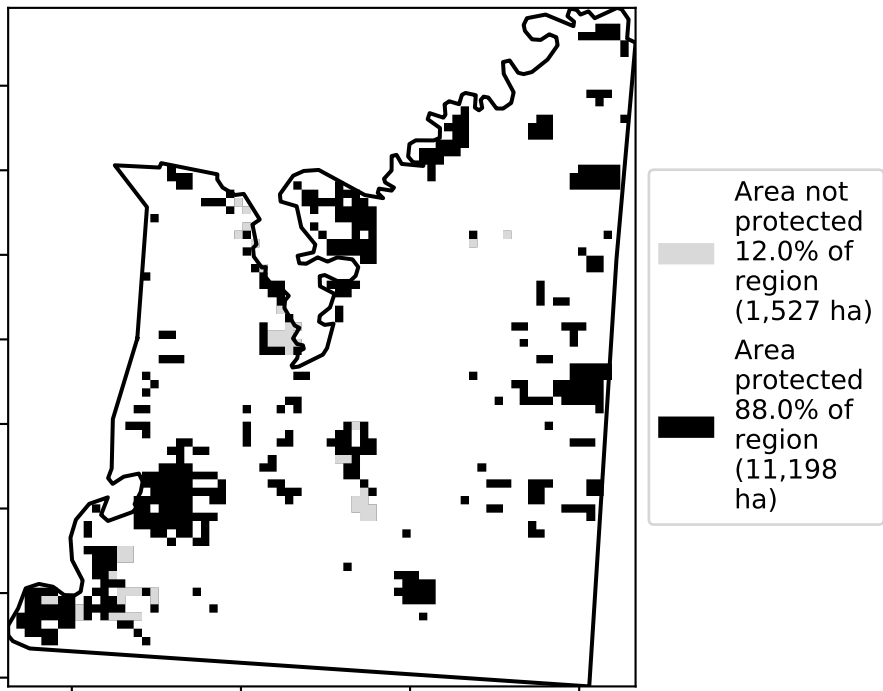 Area not
protected
12.0% of
region
(1,527 ha)
Area
protected
88.0% of
region
(11,198
ha)